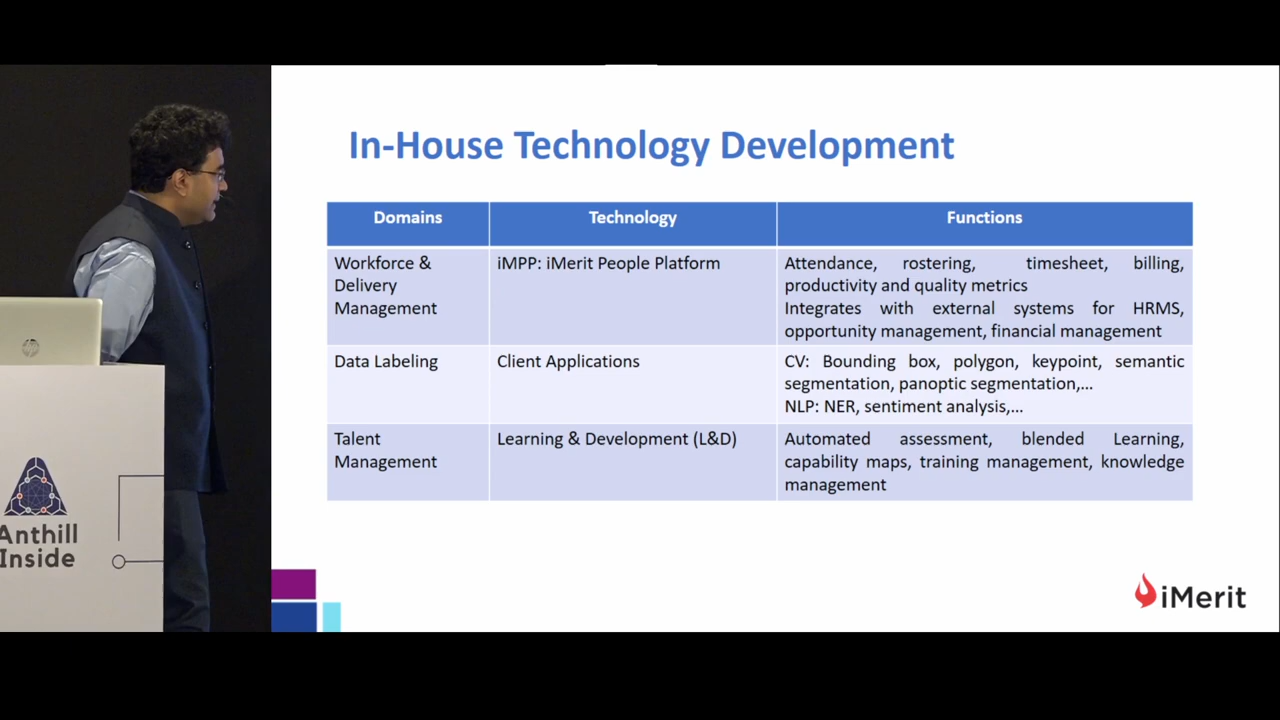 In-House Technology Development
Domains Technology Functions
Workforce &
Delivery
Management
iMPP: iMerit People Platform
Attendance, rostering, timesheet, billing,
productivity and quality metrics
Integrates with external systems for HRMS,
opportunity management, financial management
Data Labeling
Client Applications
CV: Bounding box, polygon, keypoint, semantic
segmentation, panoptic segmentation,...
NLP: NER, sentiment analysis,...
Talent
Management
Learning & Development (L&D)
Automated assessment, blended Learning,
capability maps, training management, knowledge
management
Anthill
Inside
iMerit
hp